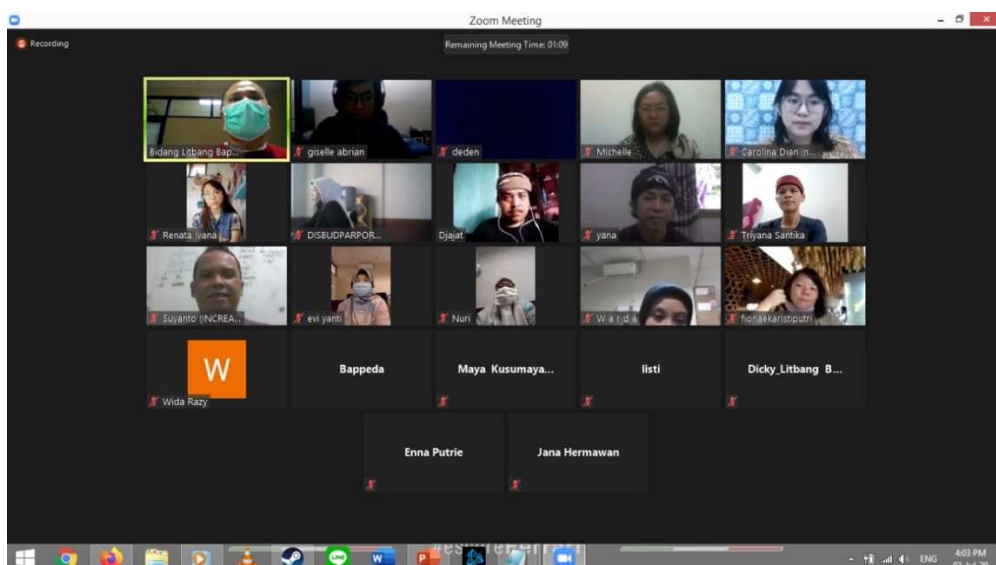 Zoom Meeting
Recording
Remaining Meeting Time: 01:09
Bidang Litbang Bap...
giselle abrian
deden
Michelle
Carolina Dian In...
Renata Ivana
DISBUDPARPOR...
Djajat
yana
Triyana Santika
Suyanto (INCREA...
evi yanti
Nuri
W a r d a
fionaekaristiputri
W
Wida Razy
Bappeda
Maya Kusumaya...
listi
Dicky_Litbang B...
Enna Putrie
Jana Hermawan
ENG
4:03 PM